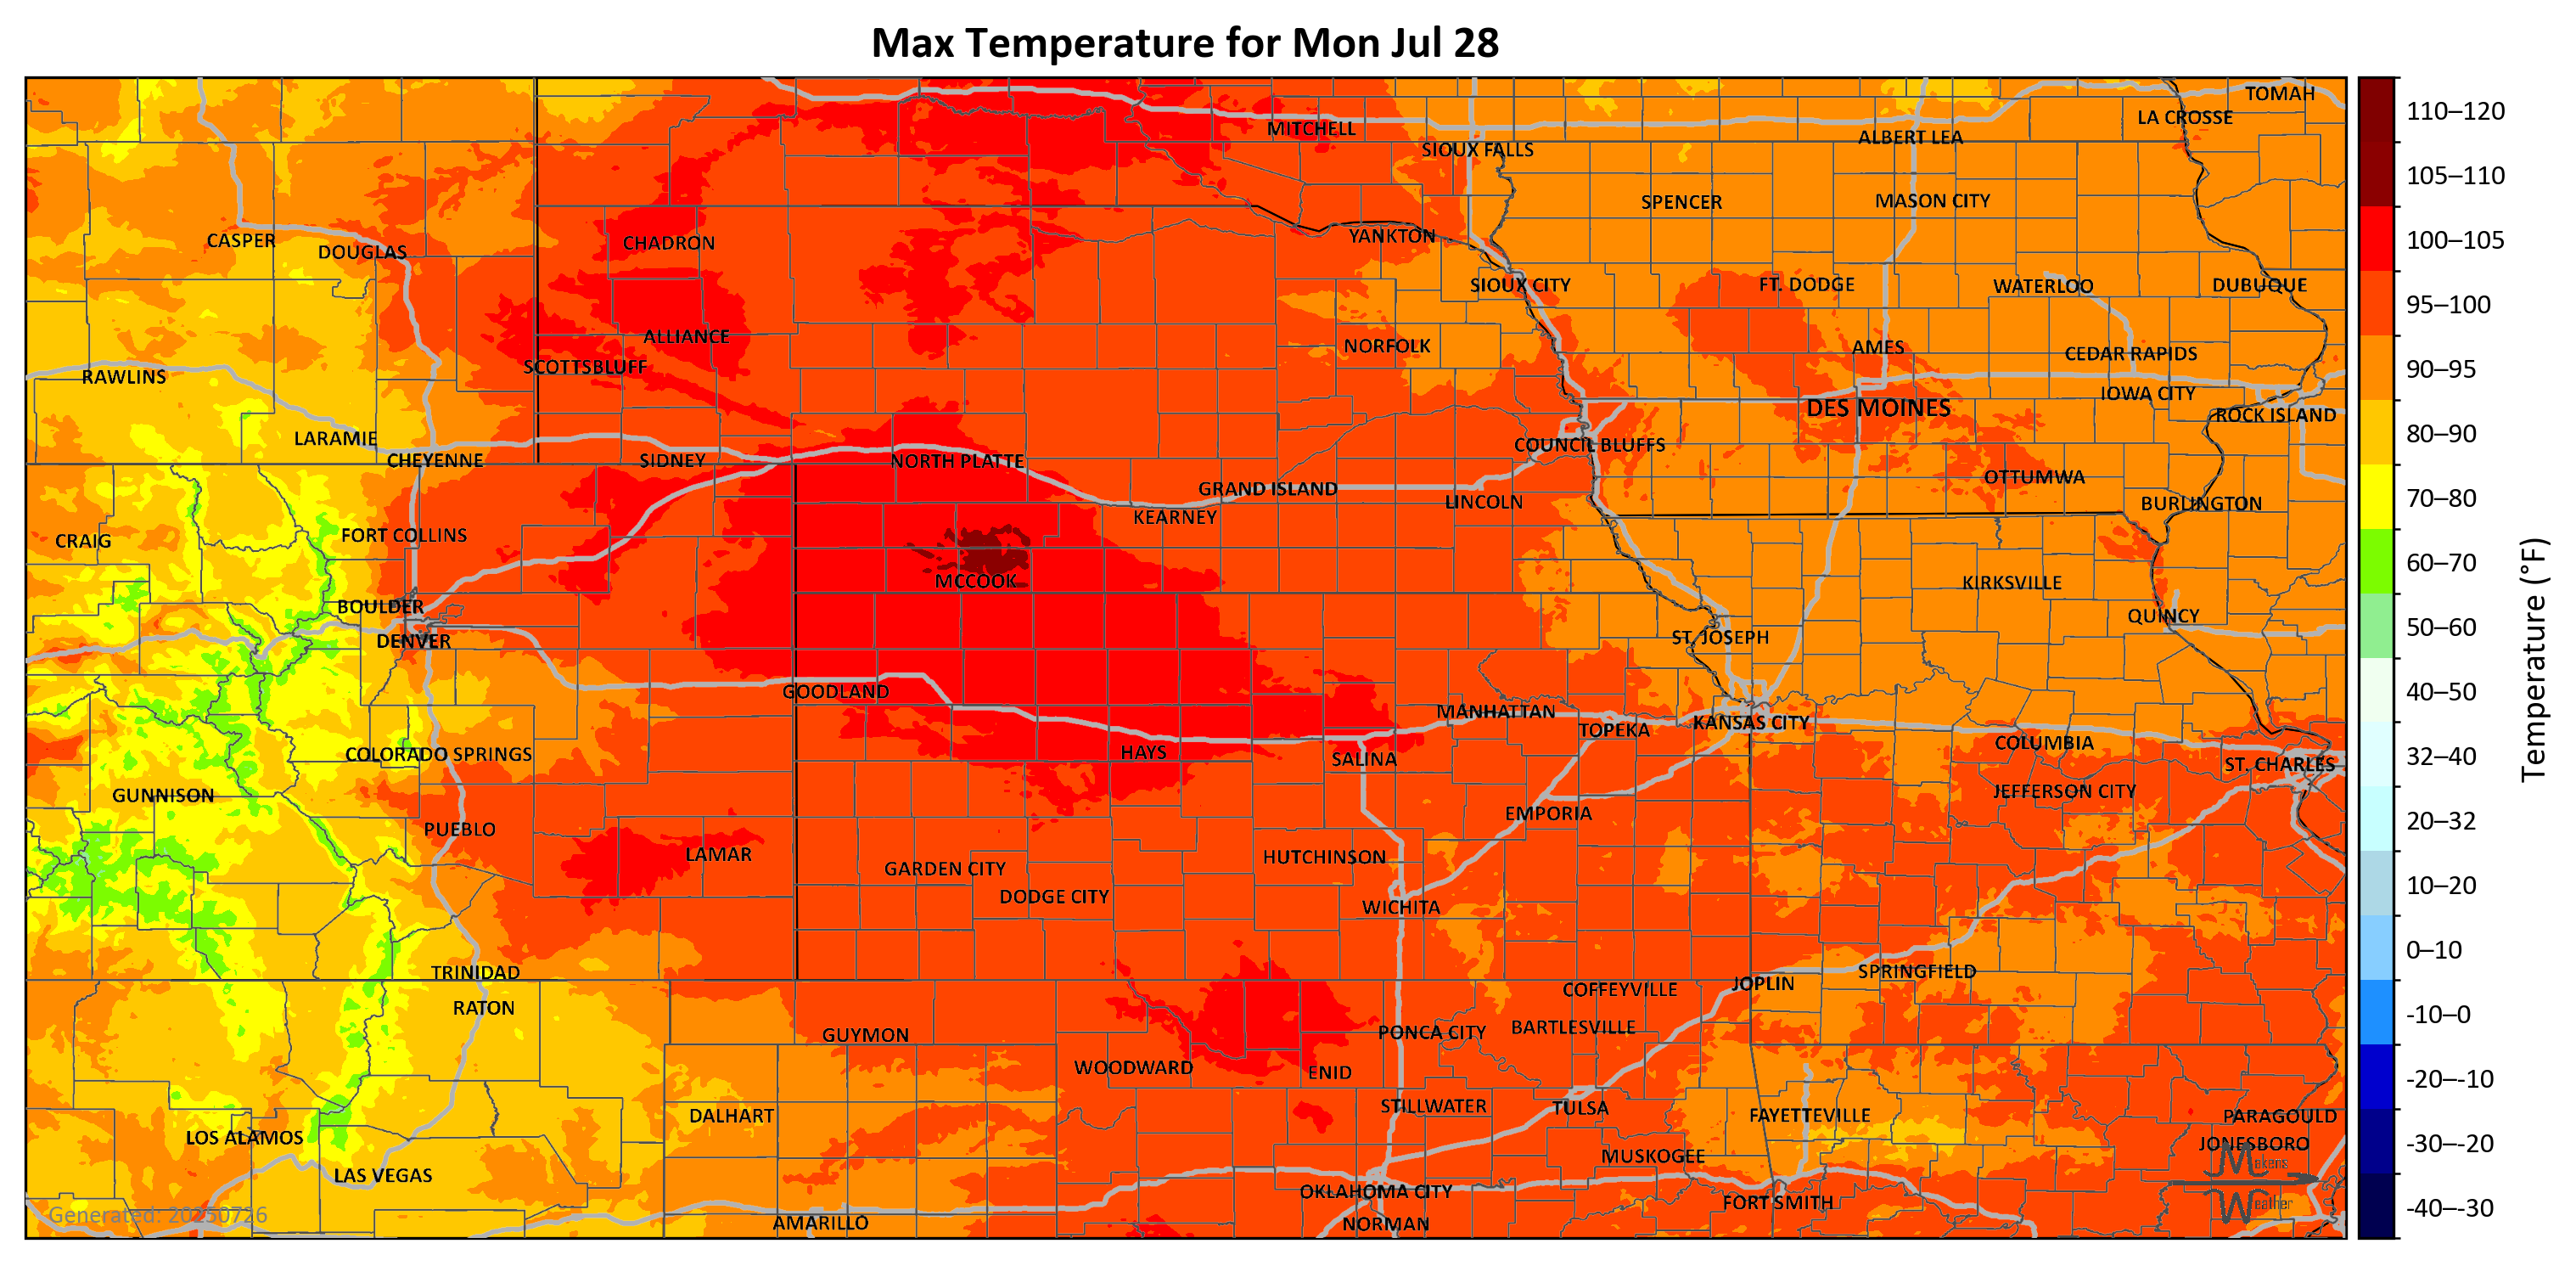 Max Temperature for Mon Jul 28
TOMAH
LA CROSSE
MITCHELL
ALBERT LEA
SIOUX FALLS
SPENCER
MASON CITY
CASPER
DOUGLAS
CHADRON
YANKTON
SIOUX CITY
FT. DODGE
WATERLOO
DUBUQUE
ALLIANCE
NORFOLK
AMES
CEDAR RAPIDS
SCOTTSBLUFF
RAWLINS
IOWA CITY
DES MOINES
ROCK ISLAND
LARAMIE
COUNCIL BLUFFS
CHEYENNE
SIDNEY
NORTH PLATTE
OTTUMWA
GRAND ISLAND
LINCOLN
BURLINGTON
KEARNEY
FORT COLLINS
CRAIG
MCCOOK
KIRKSVILLE
BOULDER
QUINCY
DENVER
ST. JOSEPH
GOODLAND
MANHATTAN
TOPEKA
KANSAS CITY
COLUMBIA
COLORADO SPRINGS
HAYS
SALINA
ST. CHARLES
GUNNISON
JEFFERSON CITY
EMPORIA
PUEBLO
LAMAR
HUTCHINSON
GARDEN CITY
DODGE CITY
WICHITA
TRINIDAD
SPRINGFIELD
JOPLIN
COFFEYVILLE
RATON
GUYMON
PONCA CITY
BARTLESVILLE
WOODWARD
ENID
STILLWATER
TULSA
DALHART
FAYETTEVILLE
PARAGOULD
LOS ALAMOS
JONESBORO
MUSKOGEE
LAS VEGAS
OKLAHOMA CITY
FORT SMITH
AMARILLO
NORMAN
Generated: 20250726
Makens
Weather
110–120
105–110
100–105
95–100
90–95
80–90
70–80
60–70
50–60
40–50
32–40
20–32
10–20
0–10
-10–0
-20–-10
-30–-20
-40–-30
Temperature (°F)